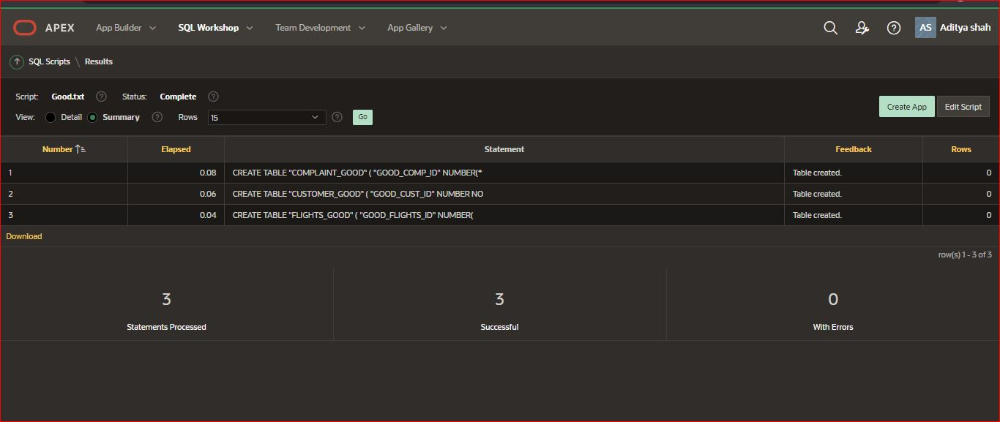 APEX App Builder SQL Workshop Team Development App Gallery AS Aditya shah
SQL Scripts \ Results
Script: Good.txt Status: Complete
View: Detail Summary Rows 15 Go Create App Edit Script
Number Elapsed Statement Feedback Rows
1 0.08 CREATE TABLE "COMPLAINT_GOOD" ( "GOOD_COMP_ID" NUMBER(* Table created. 0
2 0.06 CREATE TABLE "CUSTOMER_GOOD" ( "GOOD_CUST_ID" NUMBER NO Table created. 0
3 0.04 CREATE TABLE "FLIGHTS_GOOD" ( "GOOD_FLIGHTS_ID" NUMBER( Table created. 0
Download
row(s) 1 - 3 of 3
3 3 0
Statements Processed Successful With Errors